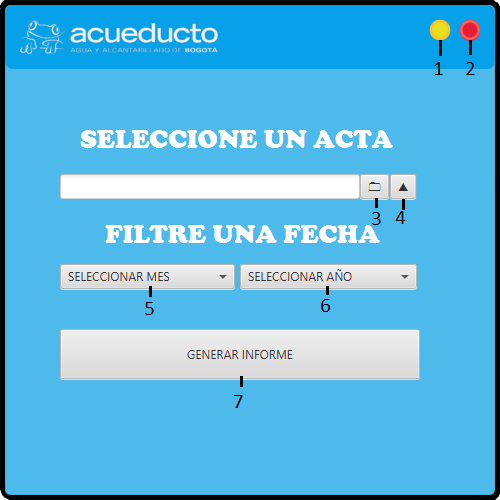 acueducto
AGUA Y ALCANTARILLADO DE BOGOTÁ
1
2
SELECCIONE UN ACTA
3
4
FILTRE UNA FECHA
SELECCIONAR MES
SELECCIONAR AÑO
5
6
GENERAR INFORME
7